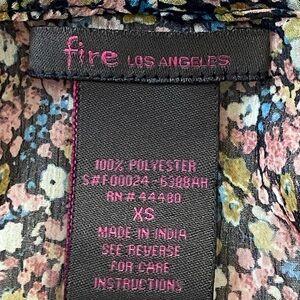 fire LOS ANGELES
100% POLYESTER
S#F00024-6388AH
RN#44480
XS
MADE IN INDIA
SEE REVERSE
FOR CARE
INSTRUCTIONS